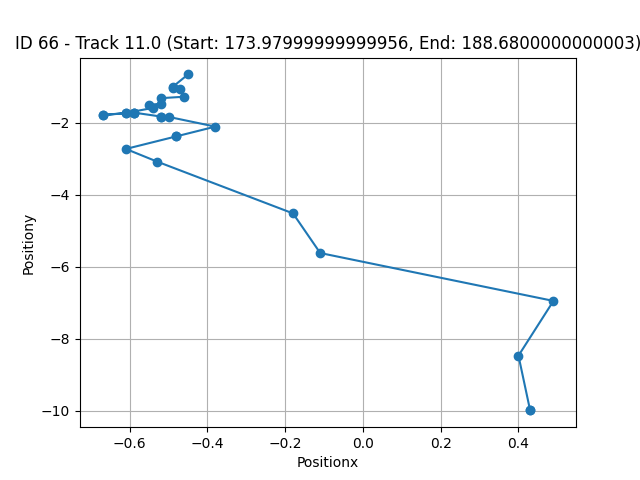 ID 66 - Track 11.0 (Start: 173.97999999999956, End: 188.6800000000003)
Positiony
−2
−4
−6
−8
−10
−0.6 −0.4 −0.2 0.0 0.2 0.4
Positionx